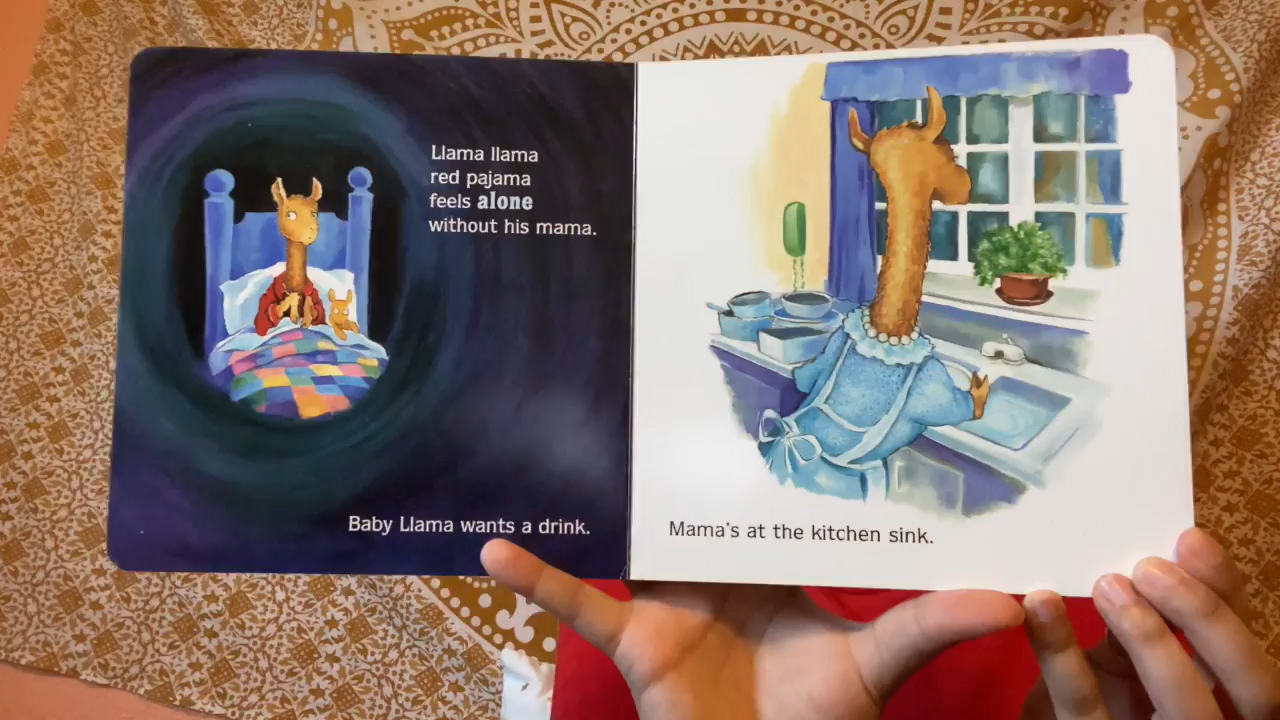 Llama llama
red pajama
feels alone
without his mama.
Baby Llama wants a drink.
Mama's at the kitchen sink.